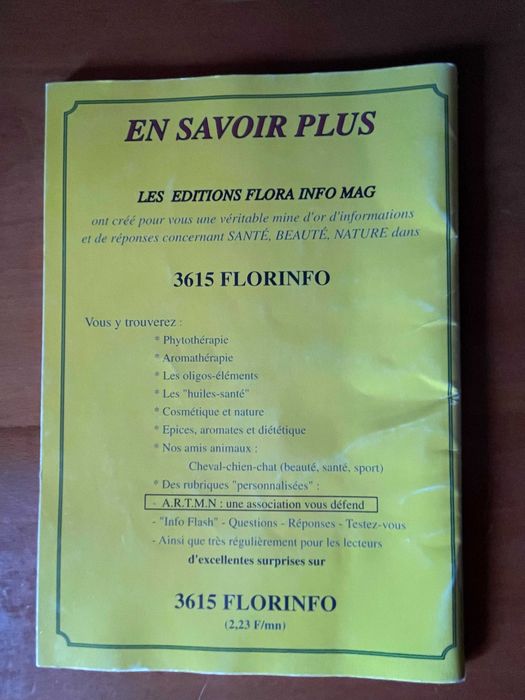 EN SAVOIR PLUS
LES EDITIONS FLORA INFO MAG
ont créé pour vous une véritable mine d'or d'informations
et de réponses concernant SANTÉ, BEAUTÉ, NATURE dans
3615 FLORINFO
Vous y trouverez :
* Phytothérapie
* Aromathérapie
* Les oligos-éléments
* Les "huiles-santé"
* Cosmétique et nature
* Epices, aromates et diététique
* Nos amis animaux :
Cheval-chien-chat (beauté, santé, sport)
* Des rubriques "personnalisées" :
- A.R.T.M.N : une association vous défend
- "Info Flash" - Questions - Réponses - Testez-vous
- Ainsi que très régulièrement pour les lecteurs
d'excellentes surprises sur
3615 FLORINFO
(2,23 F/mn)